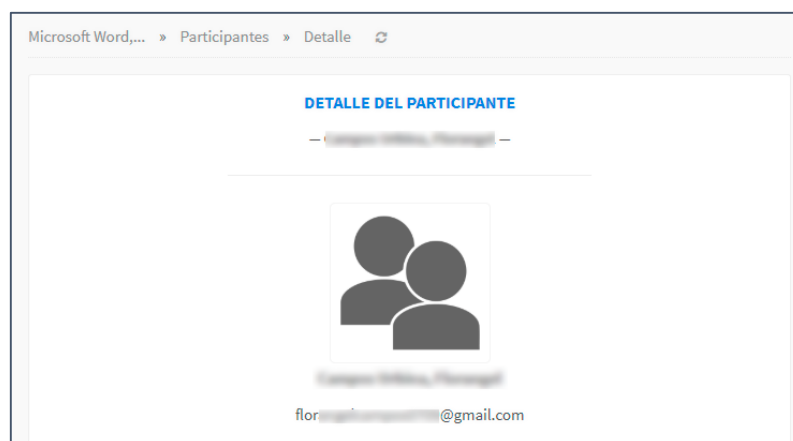 Microsoft Word,... » Participantes » Detalle
DETALLE DEL PARTICIPANTE
— —
flor @gmail.com